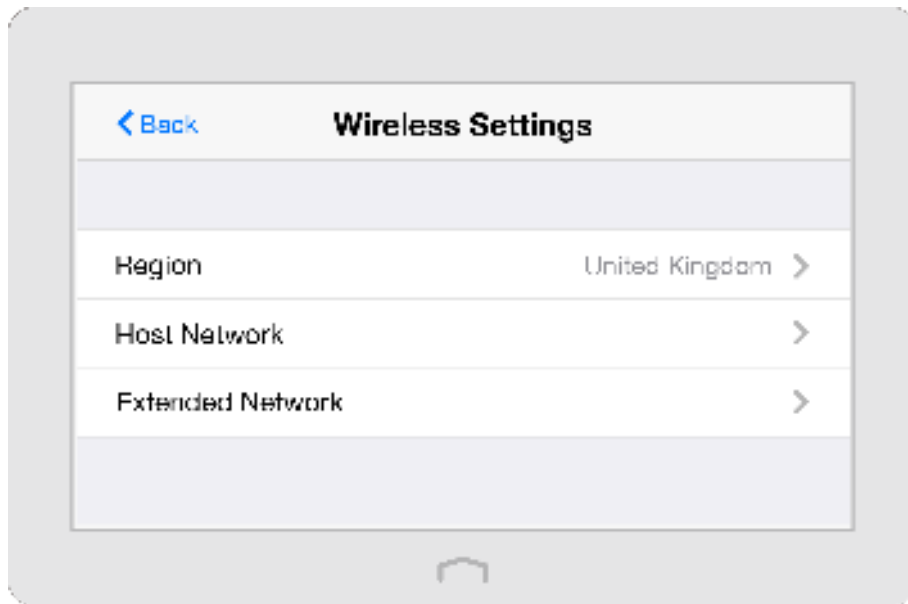 Back
Wireless Settings
Region United Kingdom
Host Network
Extended Network